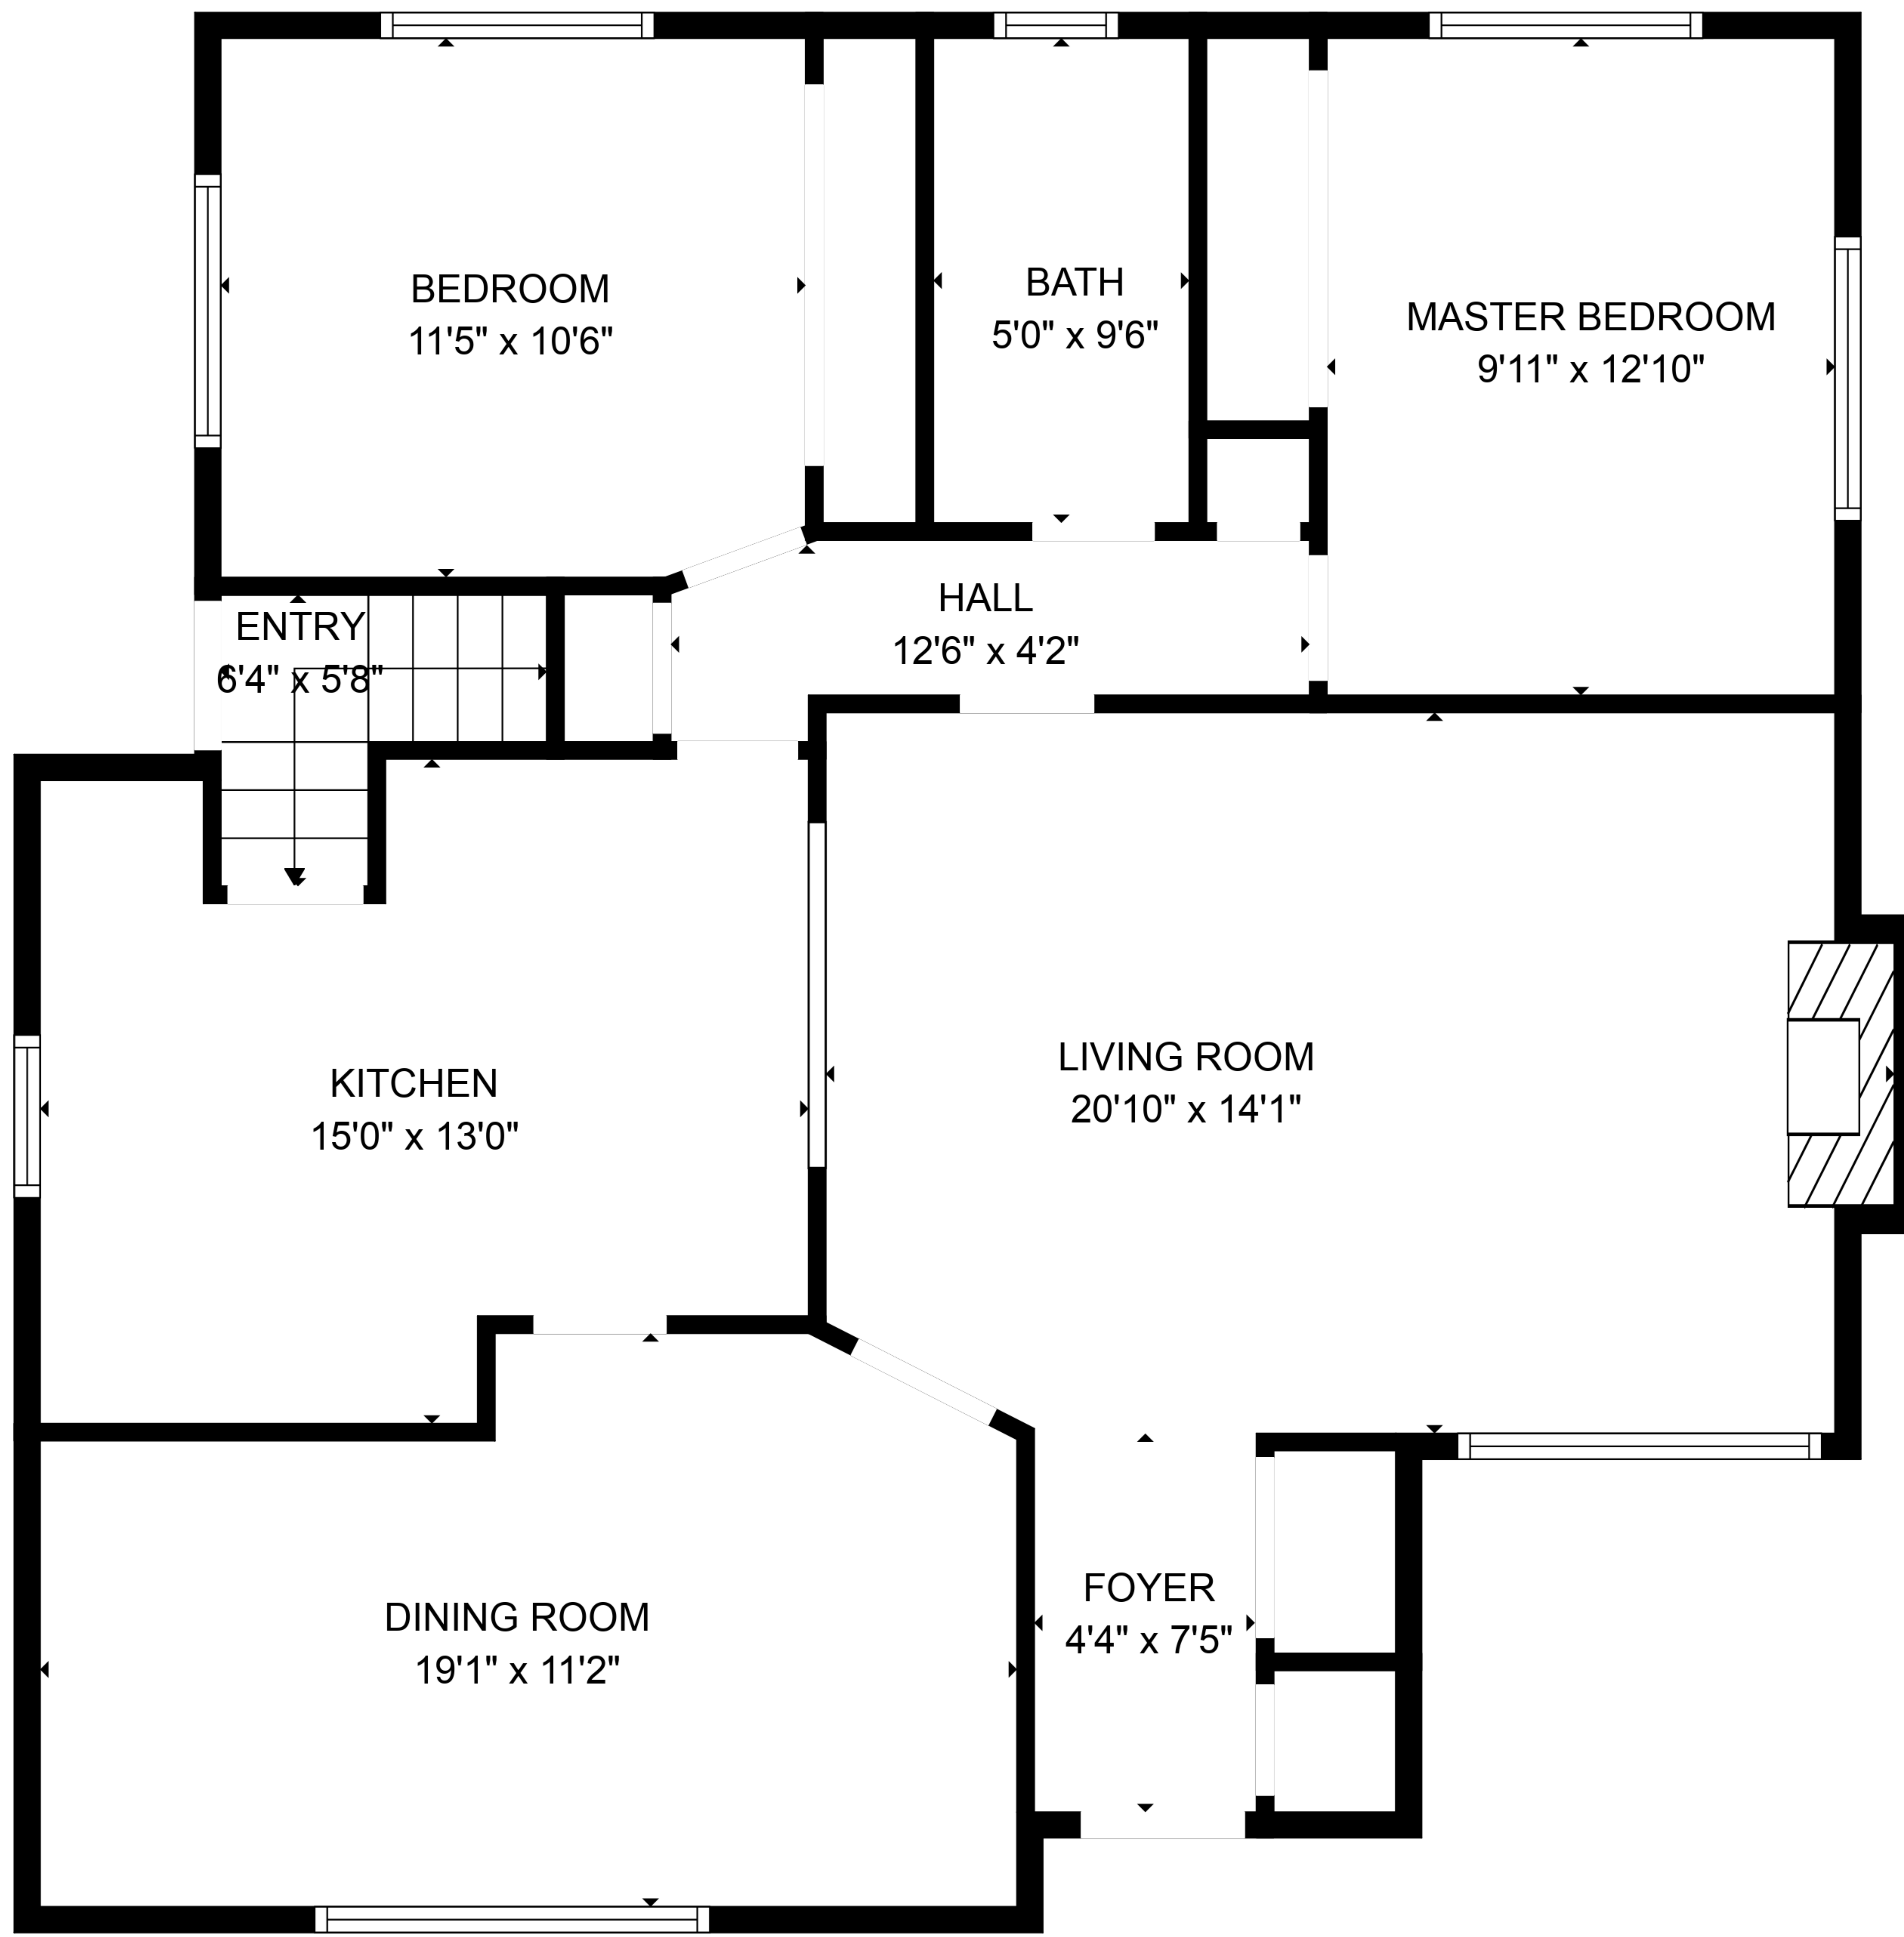 BEDROOM
11'5" x 10'6"
BATH
5'0" x 9'6"
MASTER BEDROOM
9'11" x 12'10"
ENTRY
6'4" x 5'8"
HALL
12'6" x 4'2"
KITCHEN
15'0" x 13'0"
LIVING ROOM
20'10" x 14'1"
DINING ROOM
19'1" x 11'2"
FOYER
4'4" x 7'5"